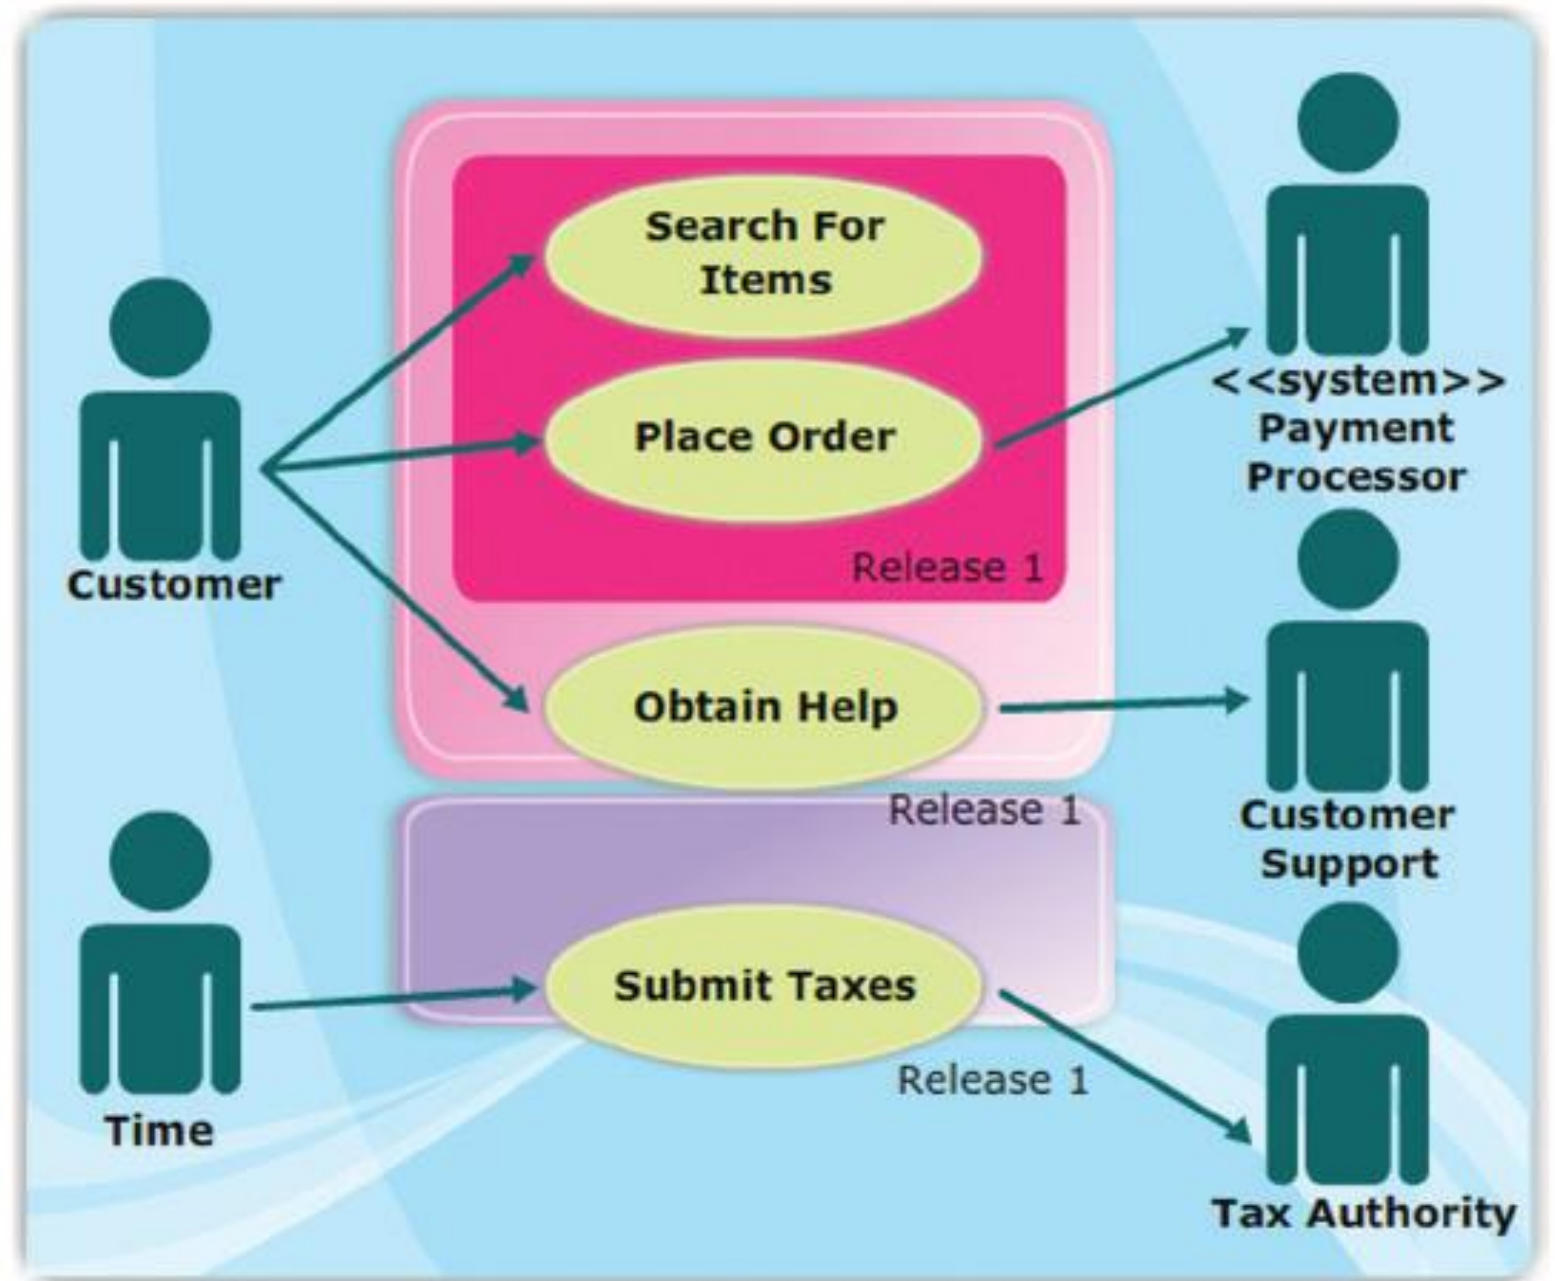 Search For
Items
Place Order
<<system>>
Payment
Processor
Release 1
Customer
Obtain Help
Release 1
Customer
Support
Submit Taxes
Release 1
Time
Tax Authority